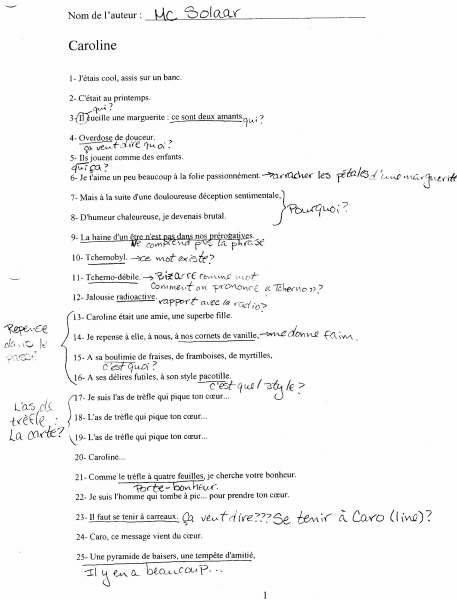 Nom de l'auteur : MC Solaar
Caroline
1- J'étais cool, assis sur un banc.
2- C'était au printemps.
qui?
3- Il cueille une marguerite : ce sont deux amants, qui?
4- Overdose de douceur,
ça veut dire quoi?
5- Ils jouent comme des enfants.
qui ça?
6- Je t'aime un peu beaucoup à la folie passionnément. → arracher les pétales d'une marguerite
7- Mais à la suite d'une douloureuse déception sentimentale,
Pourquoi?
8- D'humeur chaleureuse, je devenais brutal.
9- La haine d'un être n'est pas dans nos prérogatives.
Ne comprend pas la phrase
10- Tchernobyl. → ce mot existe?
11- Tcherno-débile. → Bizarre comme mot
Comment on prononce « Tcherno »?
12- Jalousie radioactive. rapport avec la radio?
13- Caroline était une amie, une superbe fille.
Repense dans le passé?
14- Je repense à elle, à nous, à nos cornets de vanille, — me donne faim.
15- A sa boulimie de fraises, de framboises, de myrtilles,
c'est quoi?
16- A ses délires futiles, à son style pacotille.
c'est quel style?
17- Je suis l'as de trèfle qui pique ton cœur...
L'as de trèfle : La carte?
18- L'as de trèfle qui pique ton cœur...
19- L'as de trèfle qui pique ton cœur...
20- Caroline...
21- Comme le trèfle à quatre feuilles, je cherche votre bonheur.
Porte-bonheur.
22- Je suis l'homme qui tombe à pic... pour prendre ton cœur.
23- Il faut se tenir à carreaux. Ça veut dire??? Se tenir à Caro (line)?
24- Caro, ce message vient du cœur.
25- Une pyramide de baisers, une tempête d'amitié,
Il y en a beaucoup...
1